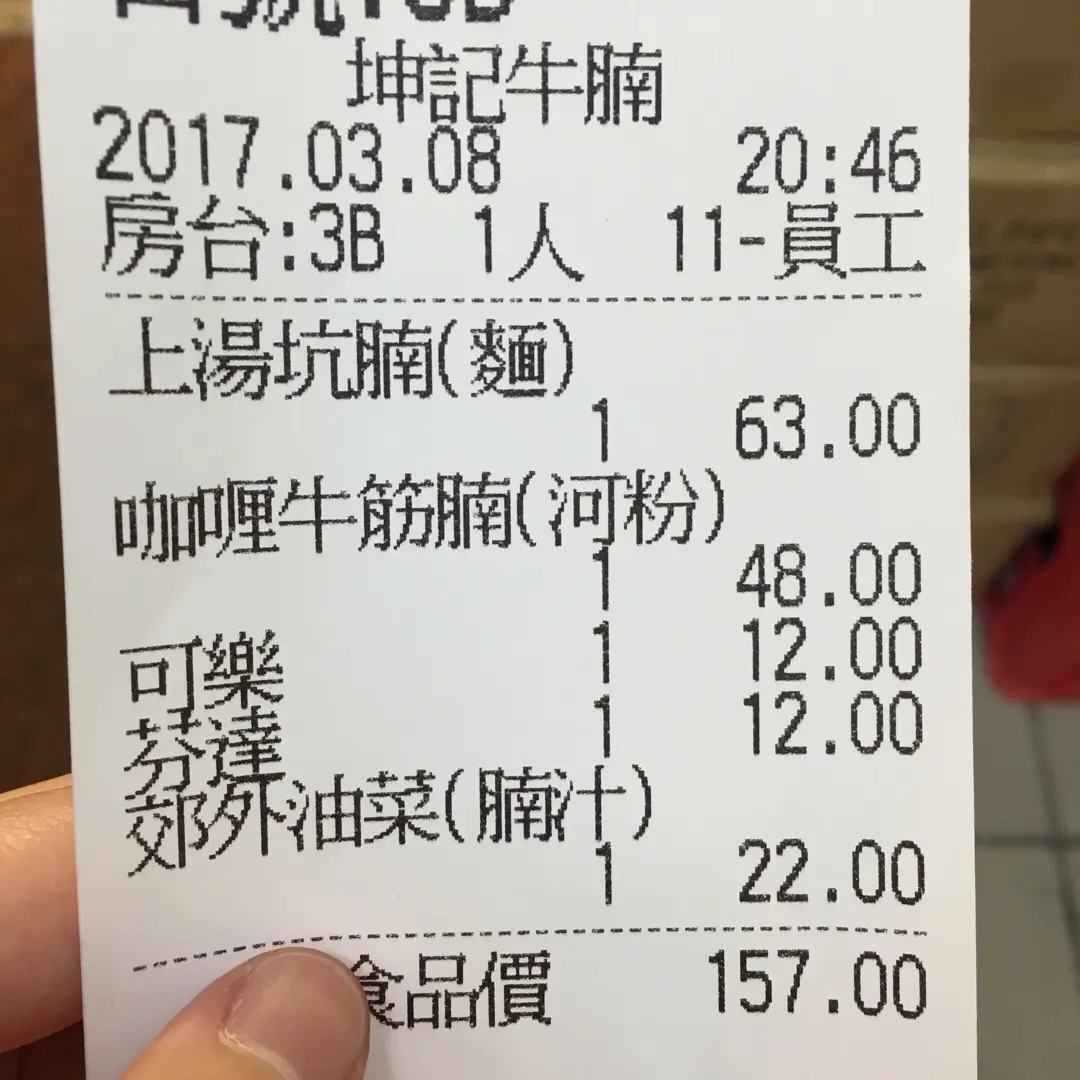 坤記牛腩
2017.03.08 20:46
房台:3B 1人 11-員工
上湯坑腩(麵)
1 63.00
咖喱牛筋腩(河粉)
1 48.00
可樂 1 12.00
芬達 1 12.00
郊外油菜(腩汁)
1 22.00
食品價 157.00